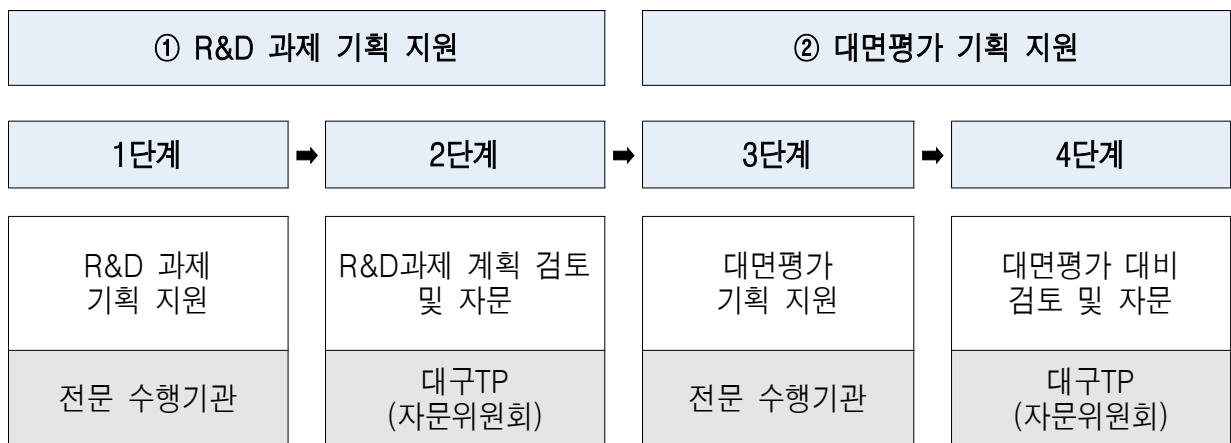 ① R&D 과제 기획 지원
② 대면평가 기획 지원
1단계 ➡ 2단계 ➡ 3단계 ➡ 4단계
R&D 과제
기획 지원
R&D과제 계획 검토
및 자문
대면평가
기획 지원
대면평가 대비
검토 및 자문
전문 수행기관
대구TP
(자문위원회)
전문 수행기관
대구TP
(자문위원회)